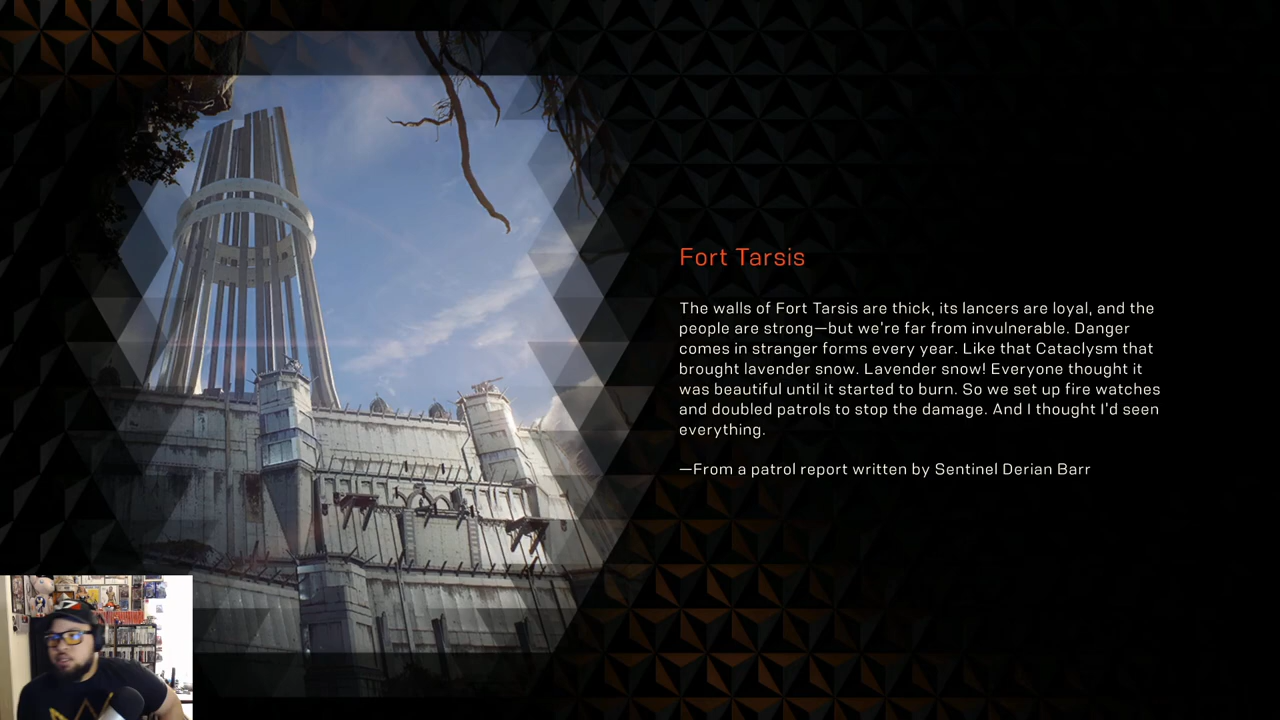 Fort Tarsis
The walls of Fort Tarsis are thick, its lancers are loyal, and the
people are strong—but we're far from invulnerable. Danger
comes in stranger forms every year. Like that Cataclysm that
brought lavender snow. Lavender snow! Everyone thought it
was beautiful until it started to burn. So we set up fire watches
and doubled patrols to stop the damage. And I thought I'd seen
everything.
—From a patrol report written by Sentinel Derian Barr